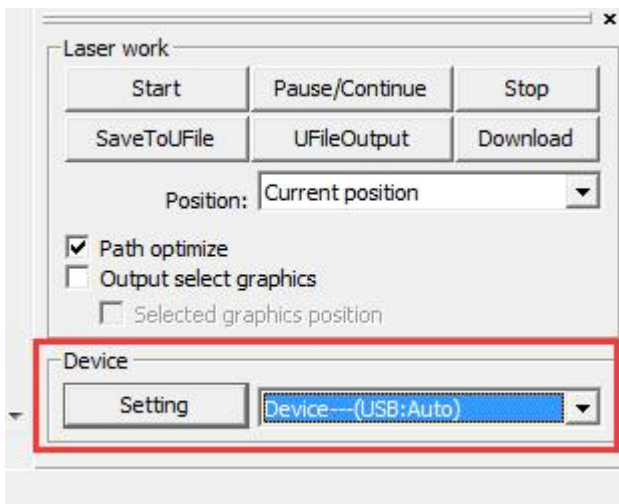 Laser work
Start Pause/Continue Stop
SaveToUFile UFileOutput Download
Position: Current position
Path optimize
Output select graphics
Selected graphics position
Device
Setting Device---(USB:Auto)